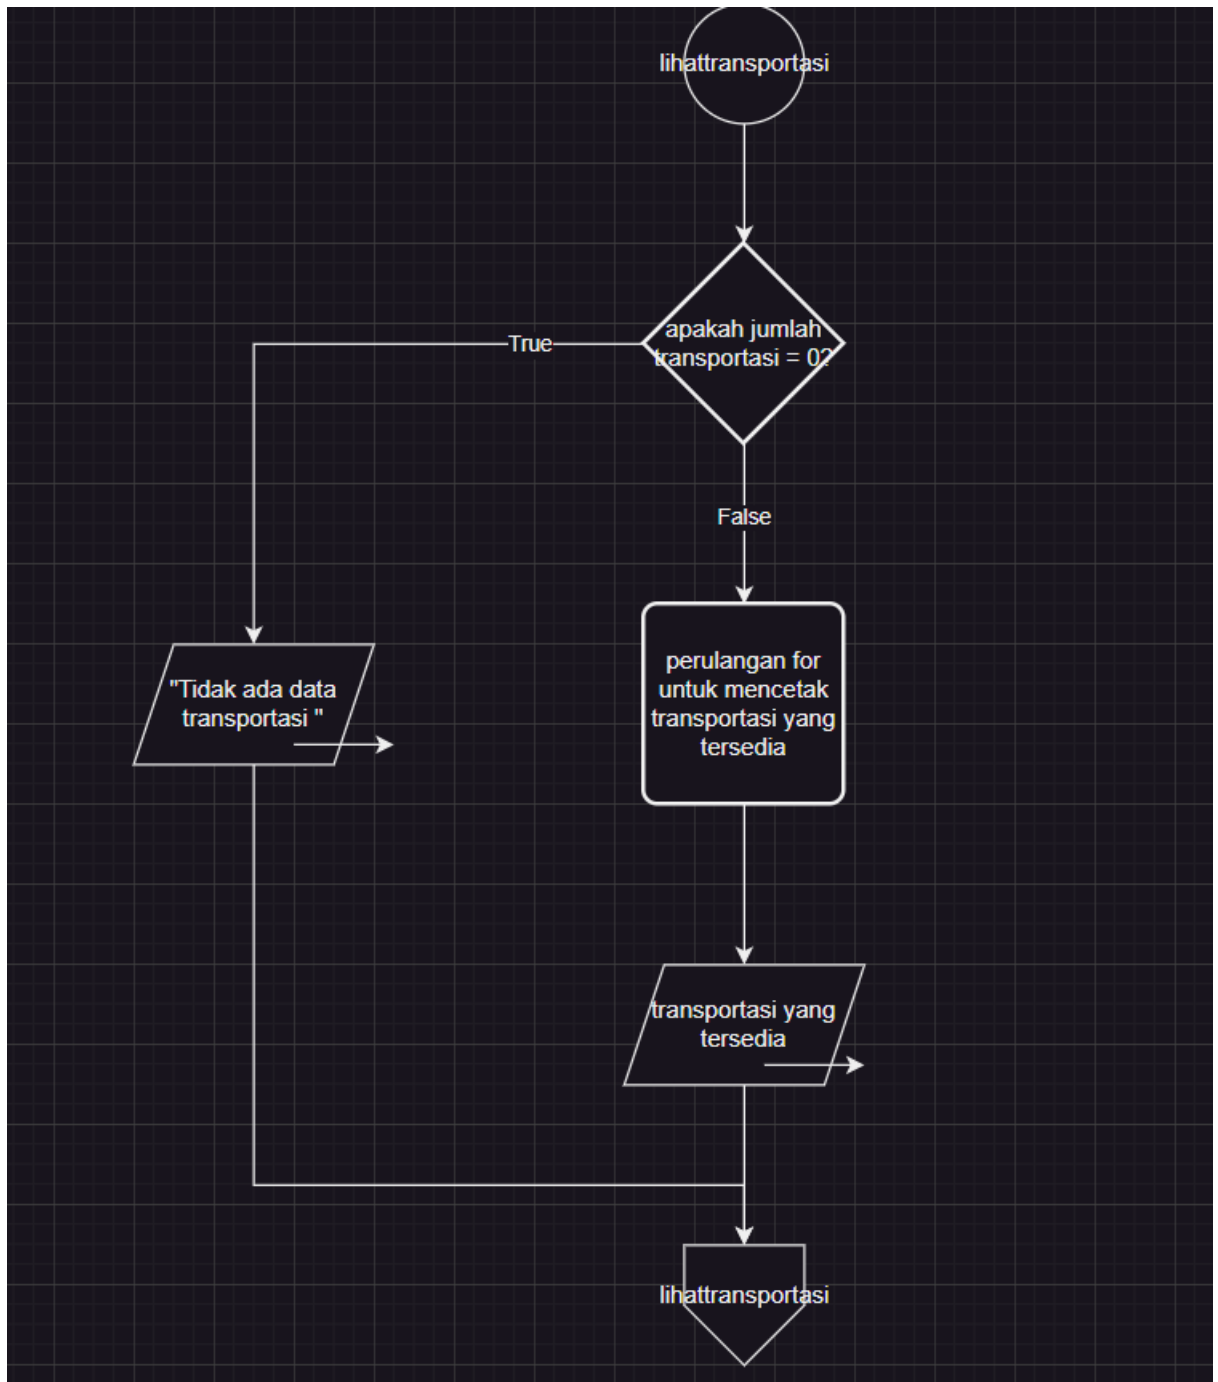 lihattransportasi
apakah jumlah
transportasi = 0?
True
False
"Tidak ada data
transportasi "
perulangan for
untuk mencetak
transportasi yang
tersedia
transportasi yang
tersedia
lihattransportasi